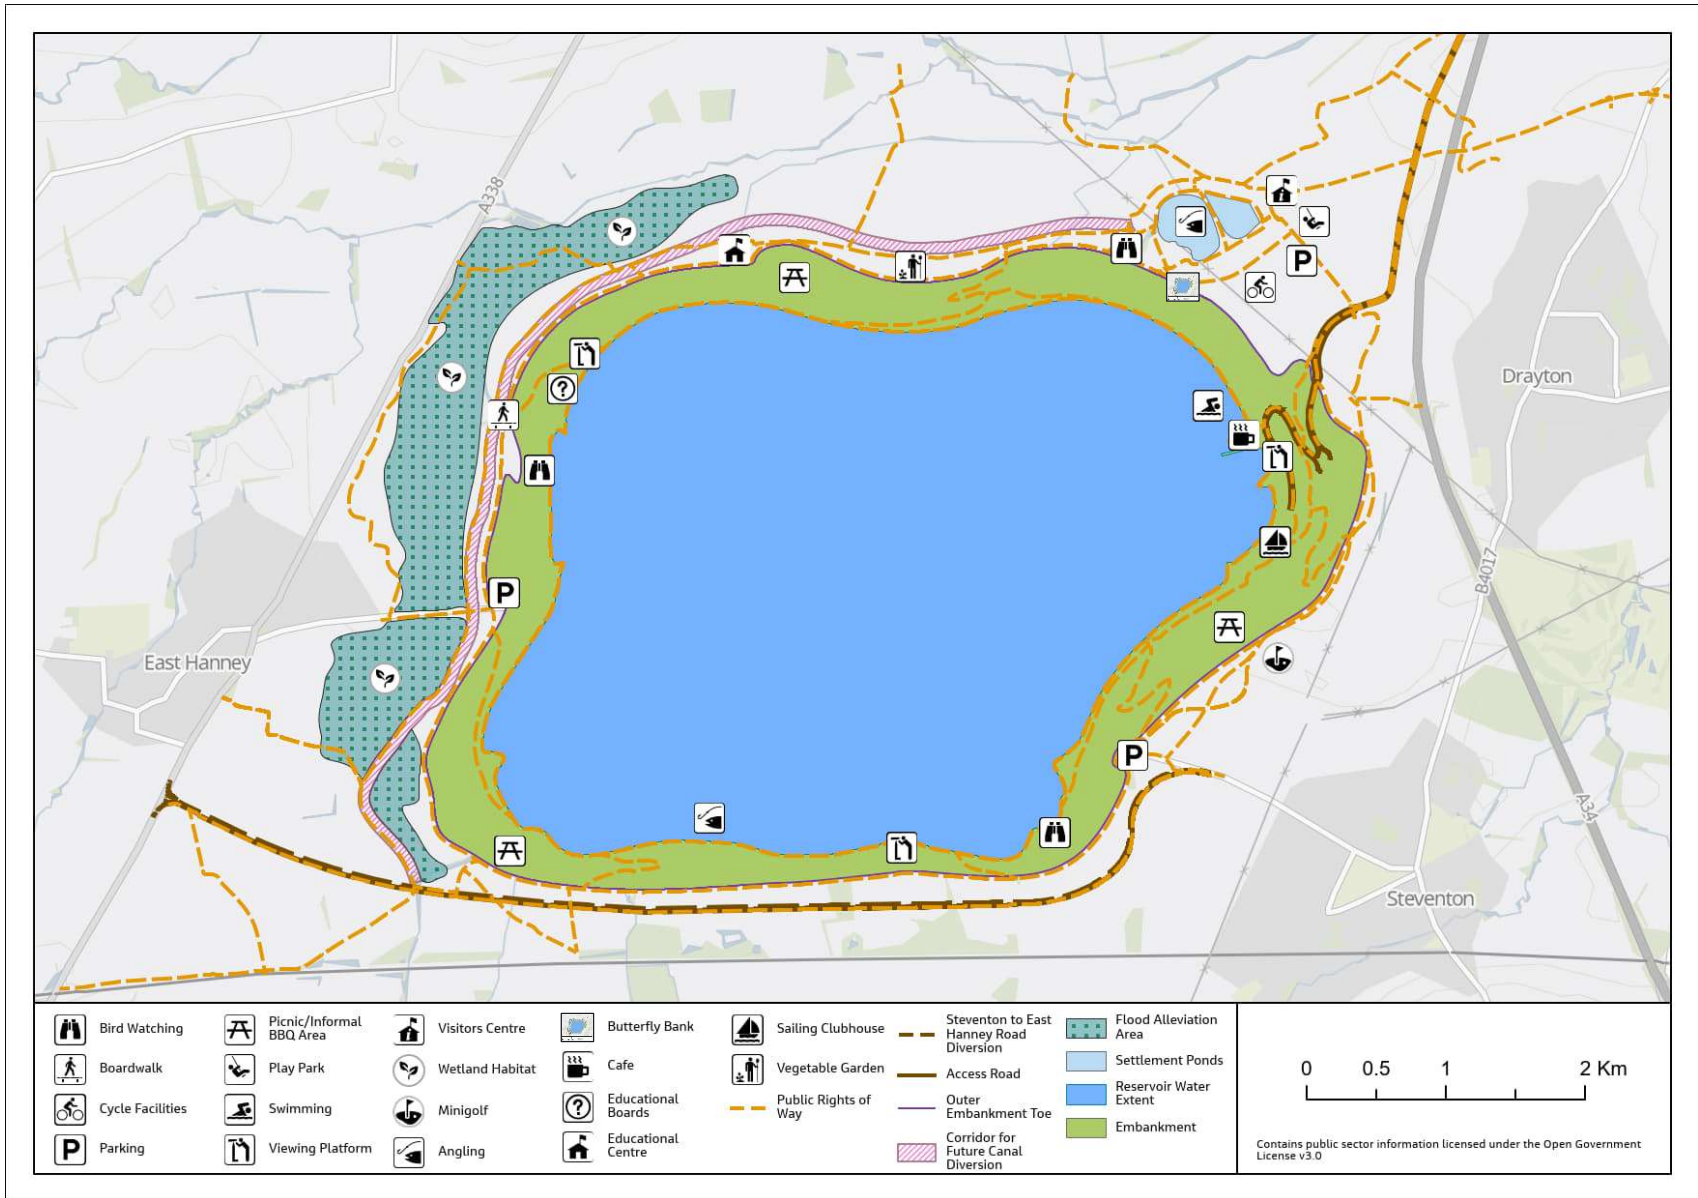 A338
Drayton
B4017
East Hanney
A34
Steventon
P
P
P
i
?
Bird Watching
Boardwalk
Cycle Facilities
P
Parking
Picnic/Informal
BBQ Area
Play Park
Swimming
Viewing Platform
i
Visitors Centre
Wetland Habitat
Minigolf
Angling
Butterfly Bank
Cafe
?
Educational
Boards
Educational
Centre
Sailing Clubhouse
Vegetable Garden
Public Rights of
Way
Steventon to East
Hanney Road
Diversion
Access Road
Outer
Embankment Toe
Corridor for
Future Canal
Diversion
Flood Alleviation
Area
Settlement Ponds
Reservoir Water
Extent
Embankment
0 0.5 1 2 Km
Contains public sector information licensed under the Open Government
License v3.0